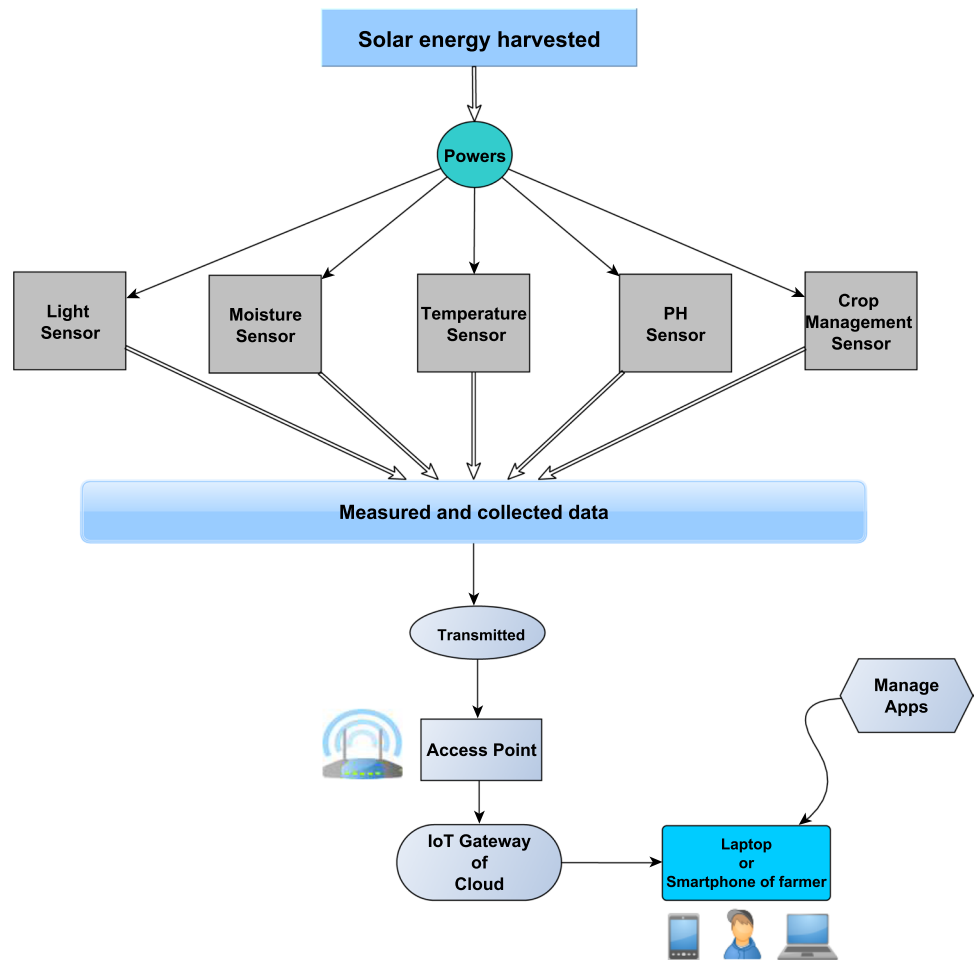 Solar energy harvested
Powers
Light
Sensor
Moisture
Sensor
Temperature
Sensor
PH
Sensor
Crop
Management
Sensor
Measured and collected data
Transmitted
Manage
Apps
Access Point
IoT Gateway
of
Cloud
Laptop
or
Smartphone of farmer